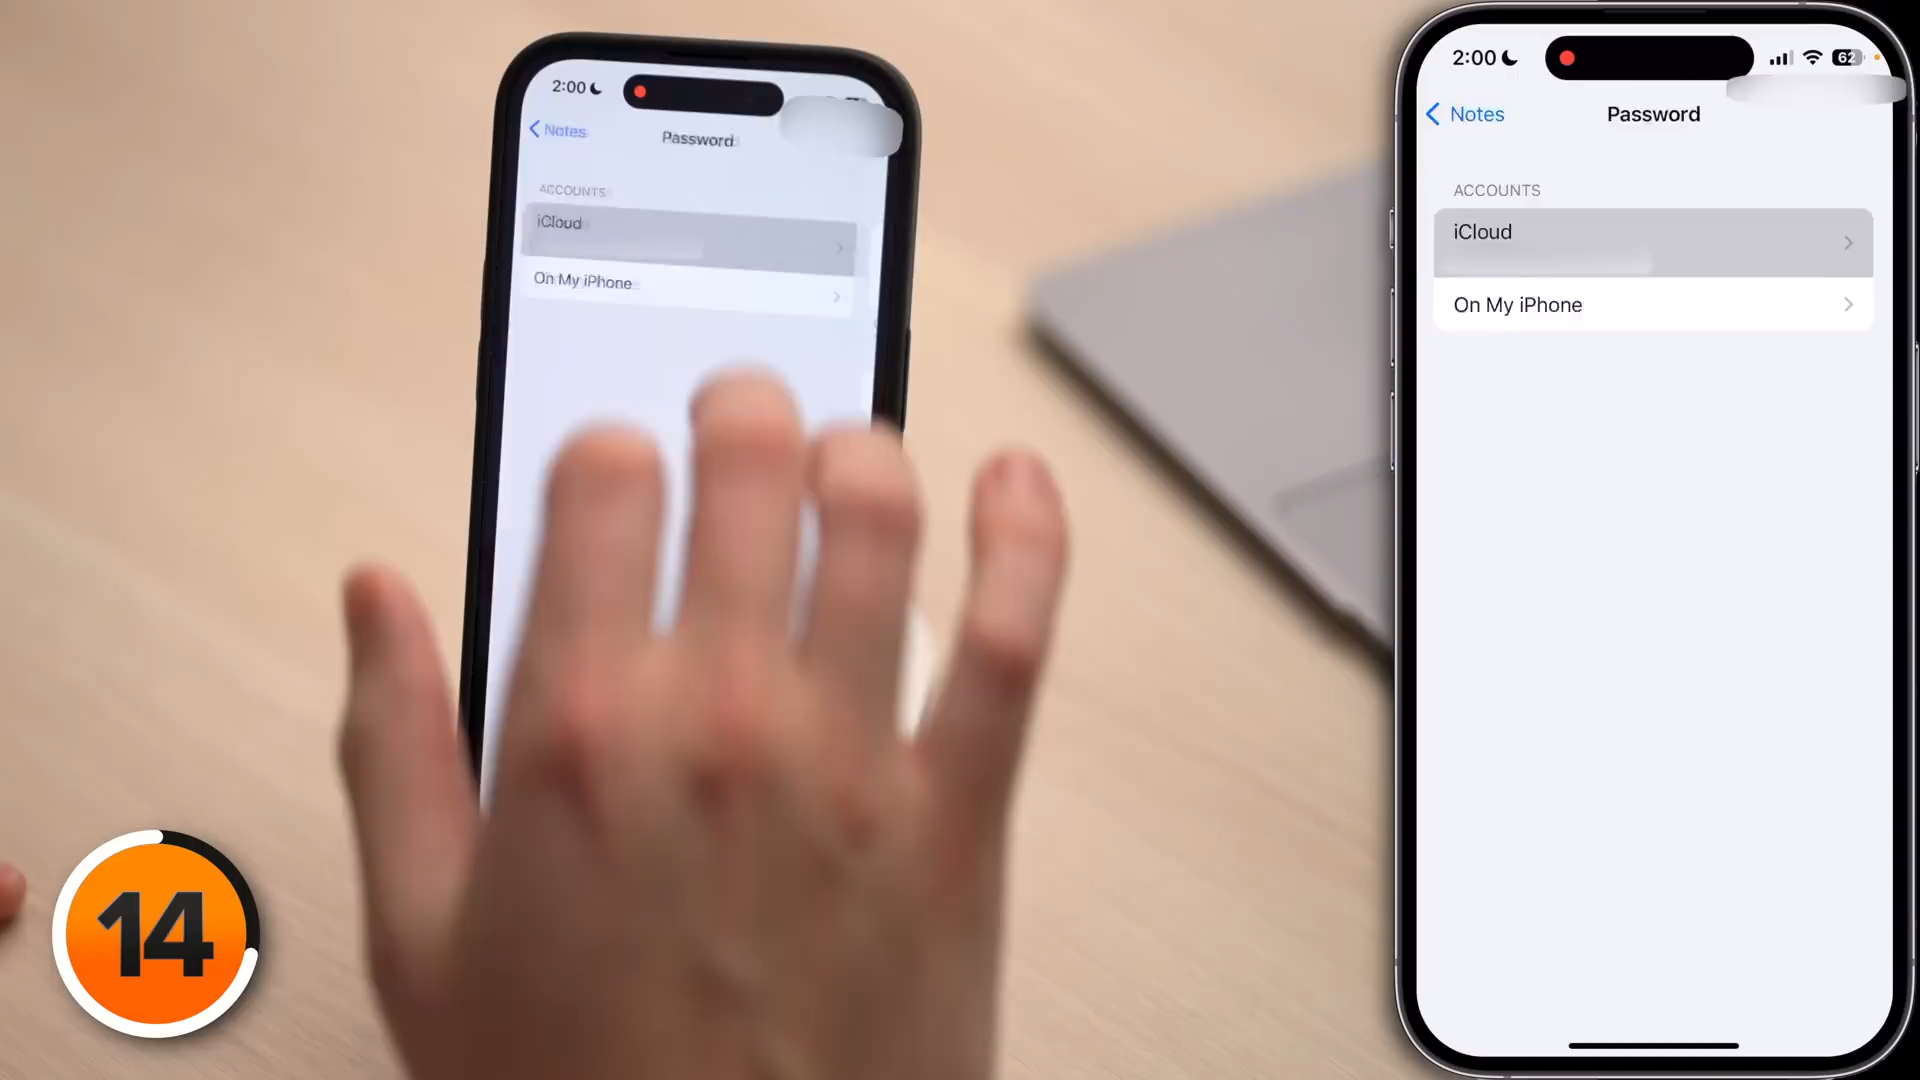 2:00
Notes
Password
ACCOUNTS
iCloud
On My iPhone
14
2:00
62
Notes
Password
ACCOUNTS
iCloud
On My iPhone